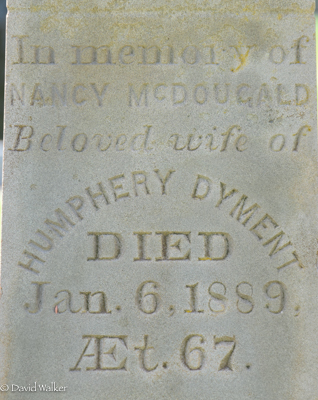 In memory of
NANCY McDOUGALD
Beloved wife of
HUMPHERY DYMENT
DIED
Jan. 6, 1889,
Æt. 67.
© David Walker